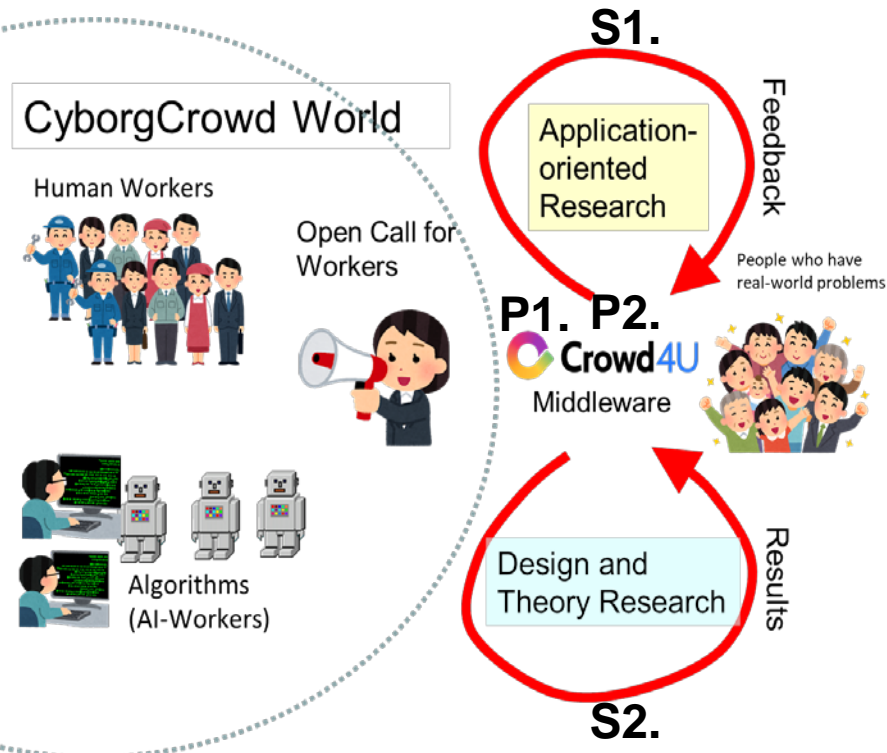 S1.
CyborgCrowd World
Application-
oriented
Research
Feedback
Human Workers
Open Call for
Workers
People who have
real-world problems
P1. P2.
Crowd4U
Middleware
Algorithms
(AI-Workers)
Design and
Theory Research
Results
S2.